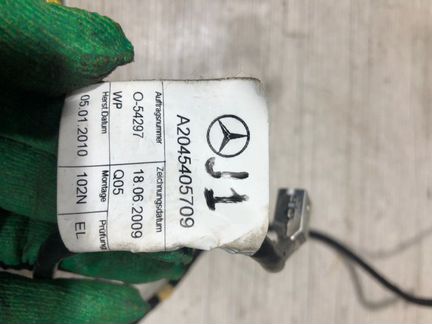 J1
A2045405709
Auftragsnummer Zeichnungsdatum
O-54297 18.06.2009
WP Q05
Herst Datum Montage Prüfung
05.01.2010 102N EL